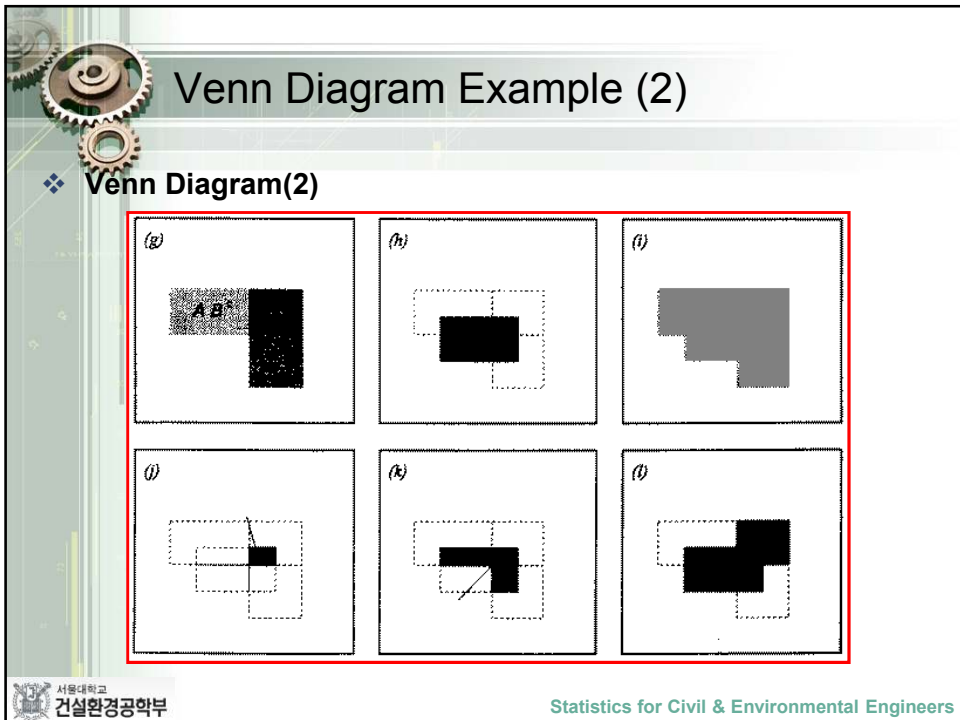 Venn Diagram Example (2)
Venn Diagram(2)
(g)
A B^c
(h)
(i)
(j)
(k)
(l)
서울대학교
건설환경공학부
Statistics for Civil & Environmental Engineers